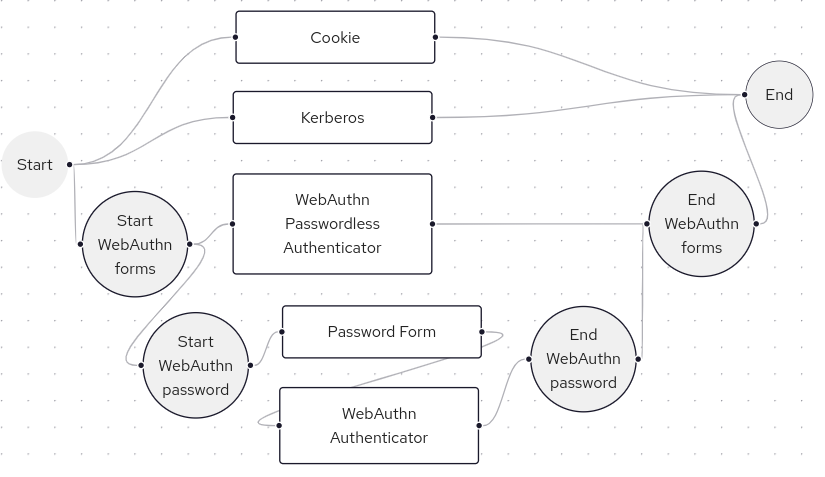 Cookie
End
Kerberos
Start
WebAuthn
Passwordless
Authenticator
Start
WebAuthn
forms
End
WebAuthn
forms
Start
WebAuthn
password
Password Form
End
WebAuthn
password
WebAuthn
Authenticator